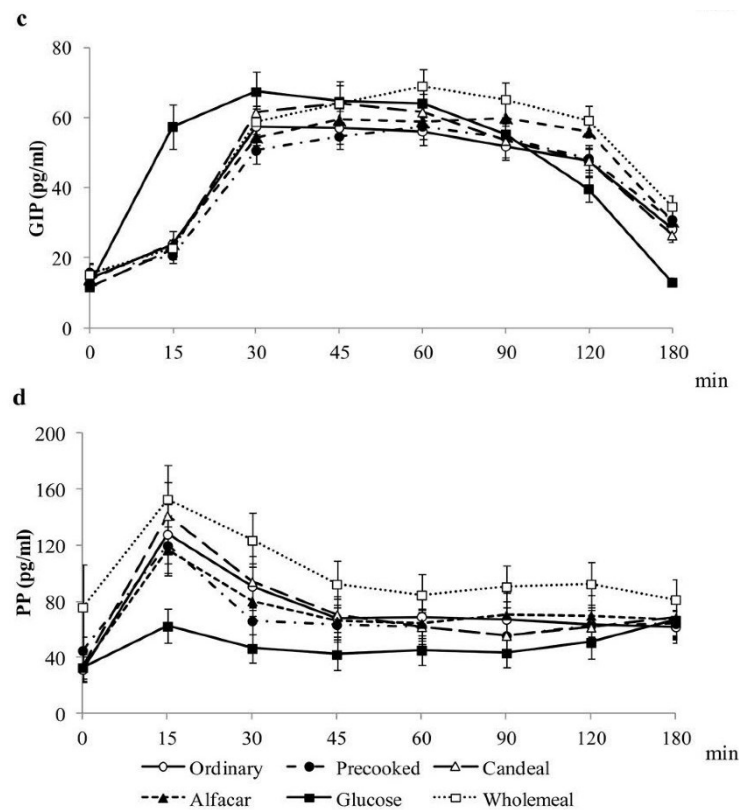 c
80
60
40
20
0
GIP (pg/ml)
0 15 30 45 60 90 120 180
min
d
200
160
120
80
40
0
PP (pg/ml)
0 15 30 45 60 90 120 180
min
Ordinary Precooked Candeal
Alfacar Glucose Wholemeal